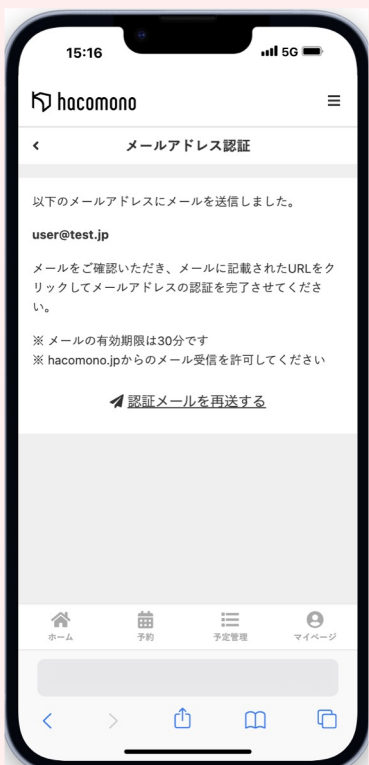 15:16
5G
hacomono
メールアドレス認証
以下のメールアドレスにメールを送信しました。
user@test.jp
メールをご確認いただき、メールに記載されたURLをク
リックしてメールアドレスの認証を完了させてくださ
い。
※ メールの有効期限は30分です
※ hacomono.jpからのメール受信を許可してください
認証メールを再送する
ホーム 予約 予定管理 マイページ